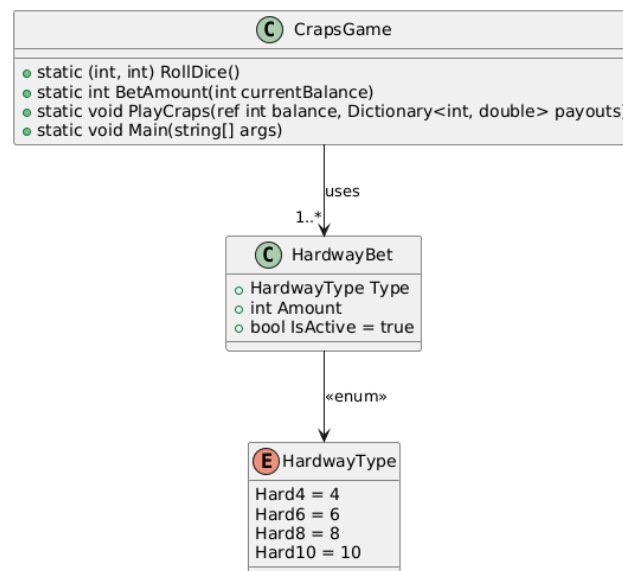 C CrapsGame
static (int, int) RollDice()
static int BetAmount(int currentBalance)
static void PlayCraps(ref int balance, Dictionary<int, double> payouts)
static void Main(string[] args)
uses
1..*
C HardwayBet
HardwayType Type
int Amount
bool IsActive = true
«enum»
E HardwayType
Hard4 = 4
Hard6 = 6
Hard8 = 8
Hard10 = 10